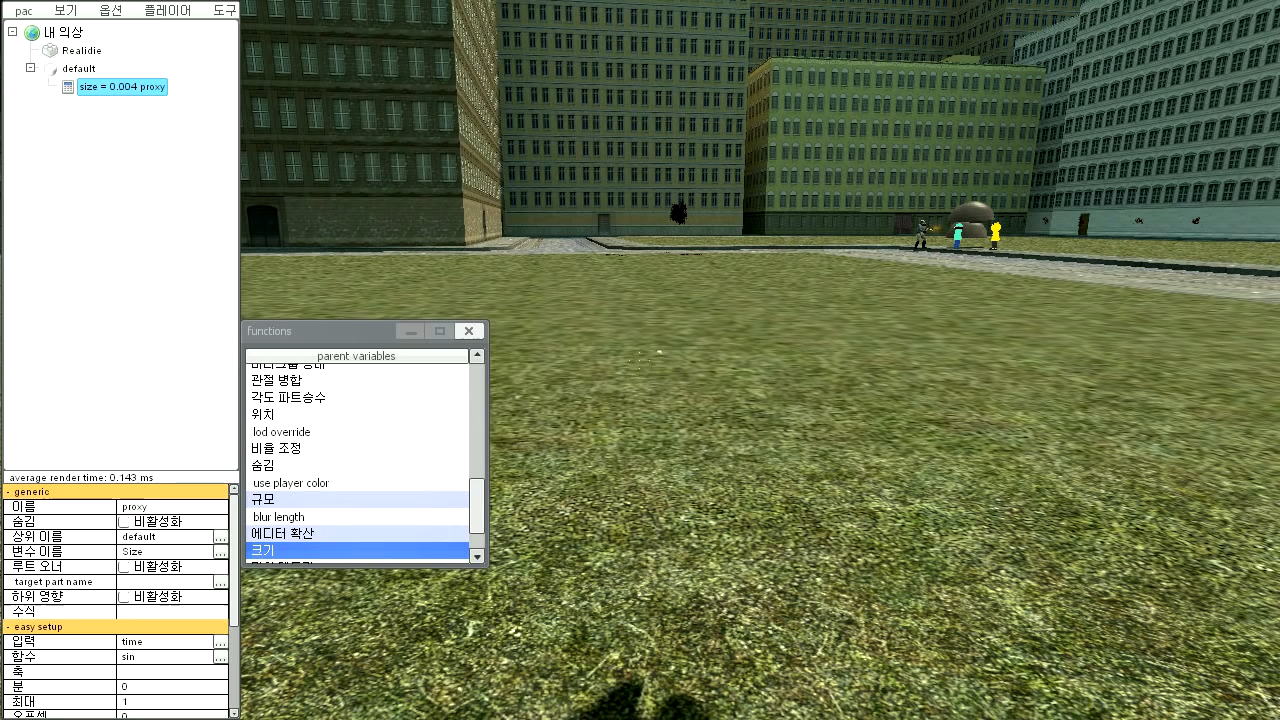 pac 보기 옵션 플레이어 도구
내 의상
Realidie
default
size = 0.004 proxy
average render time: 0.143 ms
- generic
이름 proxy
숨김 비활성화
상위 이름 default ...
변수 이름 Size ...
루트 오너 비활성화
target part name ...
하위 영향 비활성화
수식
- easy setup
입력 time ...
함수 sin ...
축
분 0
최대 1
오프셋 0
functions
parent variables
관절 병합
각도 파트승수
위치
lod override
비율 조정
숨김
use player color
규모
blur length
에디터 확산
크기